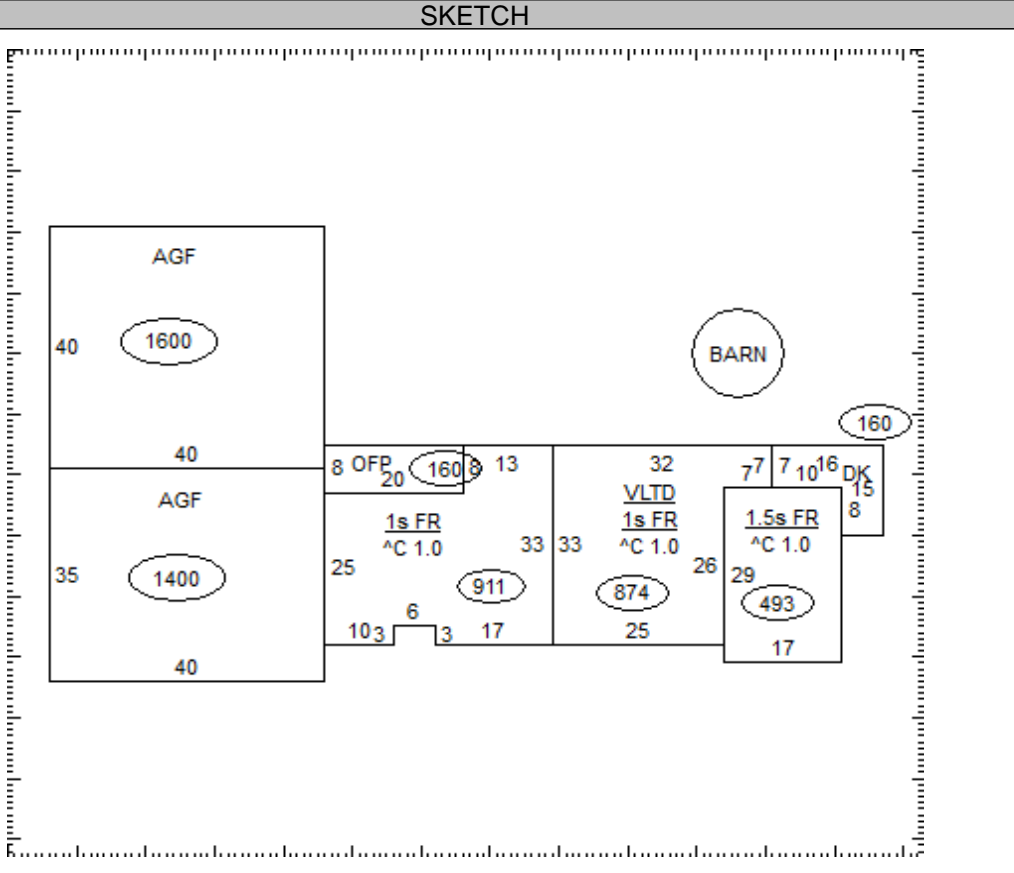 SKETCH
AGF
40
1600
40
AGF
35
1400
40
8 OFP 160 8 13
20
1s FR
^C 1.0
25
33
911
6
10 3 3 17
32
VLTD
1s FR
^C 1.0
33
26
874
25
7 7 7 10 16 DK
15
8
160
1.5s FR
^C 1.0
29
493
17
BARN